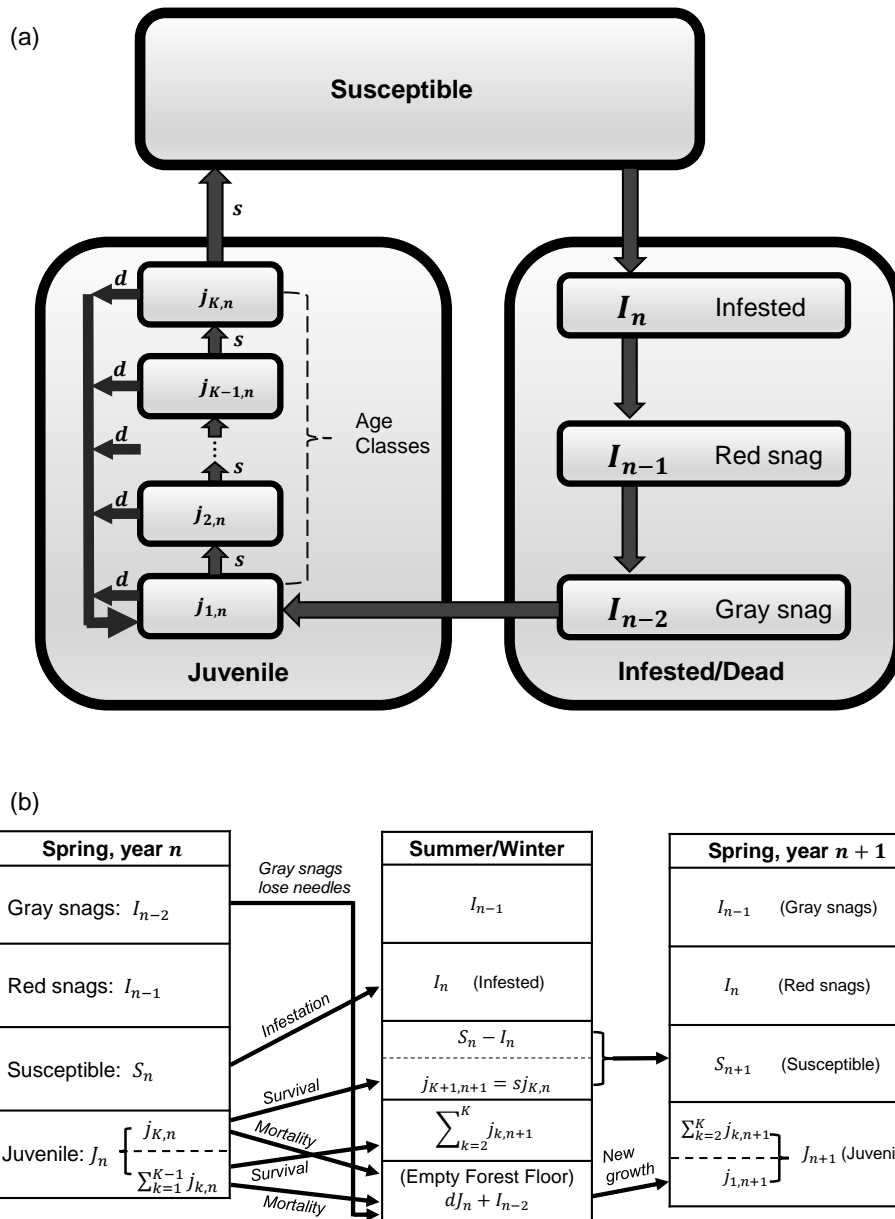 (a)
Susceptible
s
d
j_{K,n}
s
d
j_{K-1,n}
d
s
d
j_{2,n}
s
d
j_{1,n}
Age
Classes
Juvenile
I_n Infested
I_{n-1} Red snag
I_{n-2} Gray snag
Infested/Dead
(b)
Spring, year n
Gray snags: I_{n-2}
Red snags: I_{n-1}
Susceptible: S_n
Juvenile: J_n { j_{K,n}
∑_{k=1}^{K-1} j_{k,n}
Gray snags
lose needles
Infestation
Survival
Mortality
Survival
Mortality
Summer/Winter
I_{n-1}
I_n (Infested)
S_n − I_n
j_{K+1,n+1} = sj_{K,n}
∑_{k=2}^{K} j_{k,n+1}
(Empty Forest Floor)
dJ_n + I_{n-2}
New
growth
Spring, year n + 1
I_{n-1} (Gray snags)
I_n (Red snags)
S_{n+1} (Susceptible)
∑_{k=2}^{K} j_{k,n+1}
j_{1,n+1}
J_{n+1} (Juveni